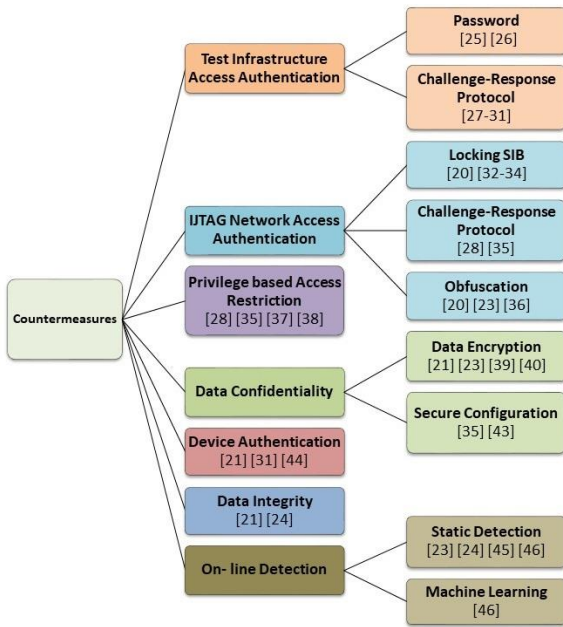 Countermeasures
Test Infrastructure
Access Authentication
Password
[25] [26]
Challenge-Response
Protocol
[27-31]
IJTAG Network Access
Authentication
Locking SIB
[20] [32-34]
Challenge-Response
Protocol
[28] [35]
Obfuscation
[20] [23] [36]
Privilege based Access
Restriction
[28] [35] [37] [38]
Data Confidentiality
Data Encryption
[21] [23] [39] [40]
Secure Configuration
[35] [43]
Device Authentication
[21] [31] [44]
Data Integrity
[21] [24]
On- line Detection
Static Detection
[23] [24] [45] [46]
Machine Learning
[46]